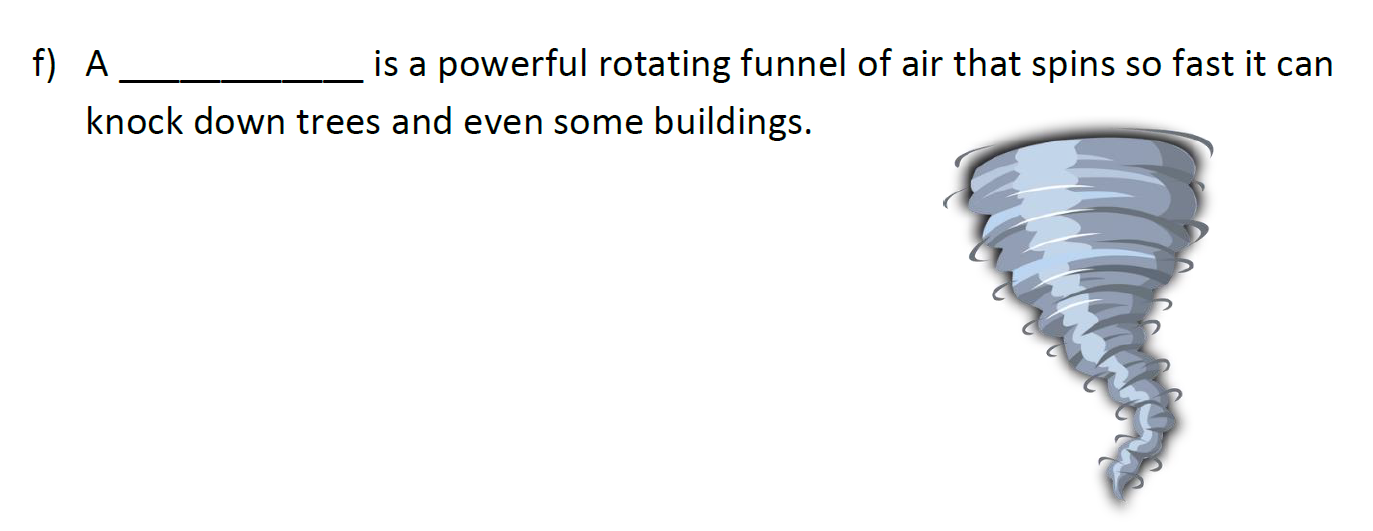 f) A ____________ is a powerful rotating funnel of air that spins so fast it can
knock down trees and even some buildings.